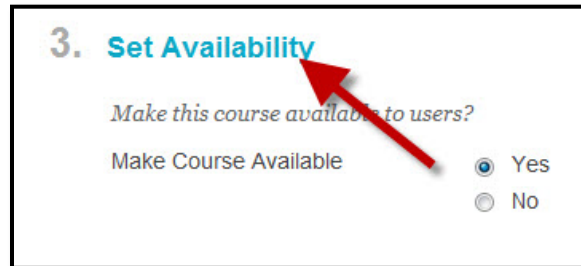 3. Set Availability
Make this course available to users?
Make Course Available
Yes
No